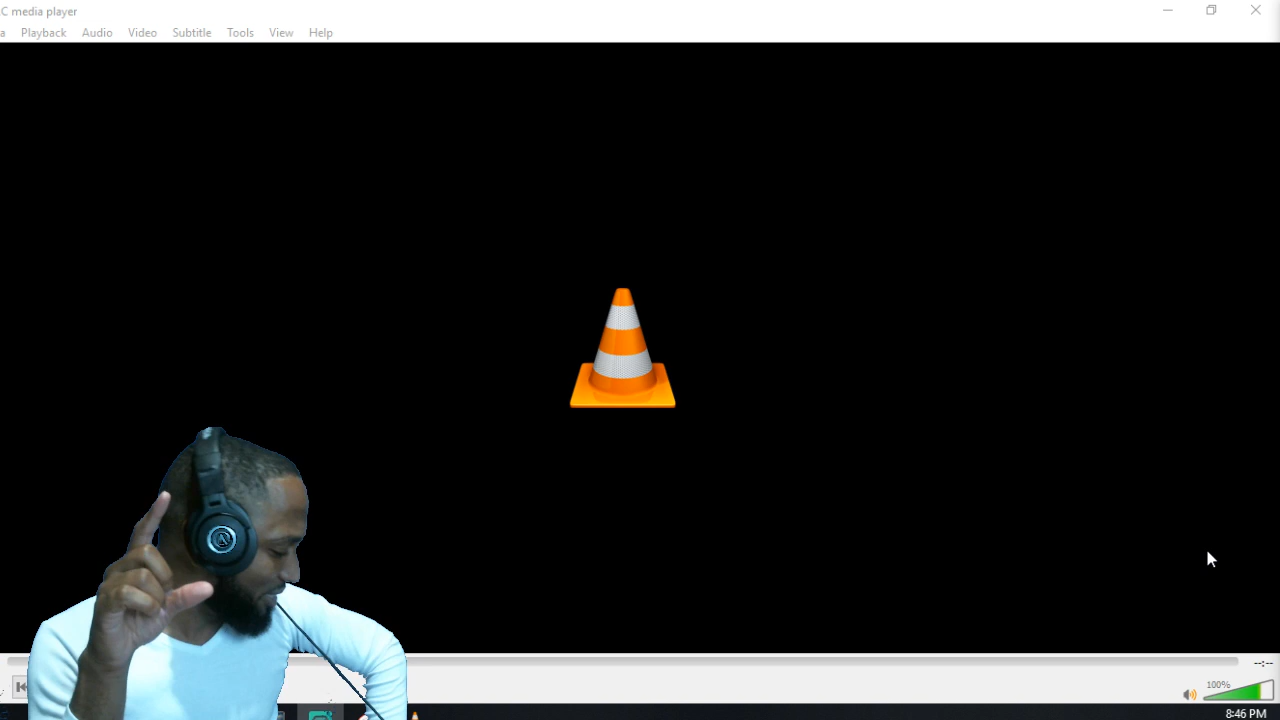 C media player
a Playback Audio Video Subtitle Tools View Help
--:--
100%
8:46 PM